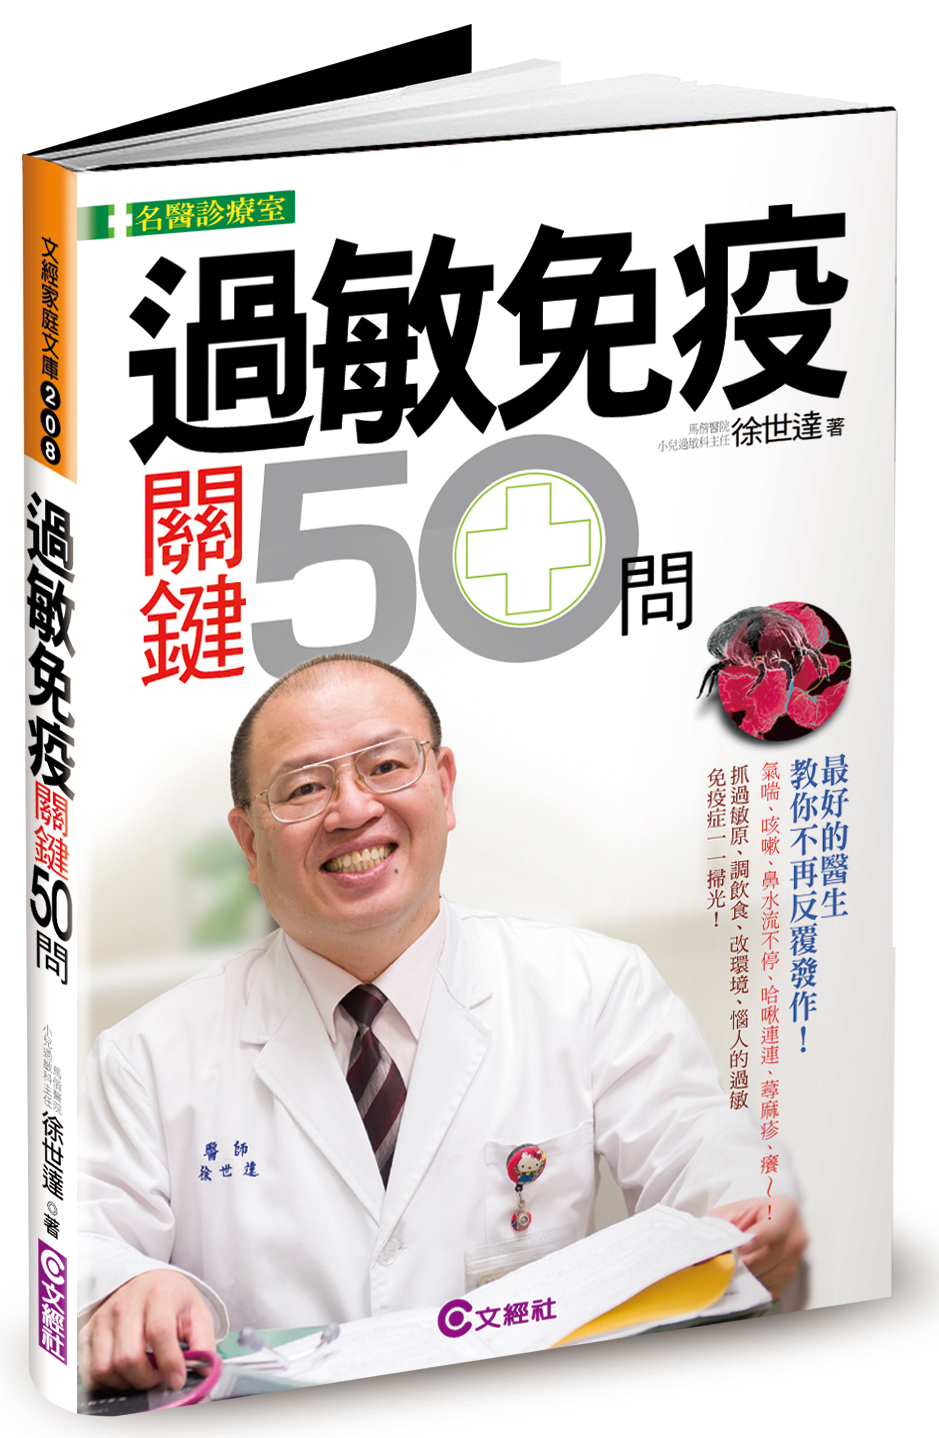 名醫診療室
過敏免疫
馬偕醫院
小兒過敏科主任
徐世達 著
關鍵
50
問
最好的醫生
教你不再反覆發作！
氣喘、咳嗽、鼻水流不停、哈啾連連、蕁麻疹、癢～！
抓過敏原、調飲食、改環境、惱人的過敏
免疫症一一掃光！
醫師
徐世達
文經社
文經家庭文庫208
過敏免疫
關鍵
50問
馬偕醫院
小兒過敏科主任
徐世達◎著
文經社